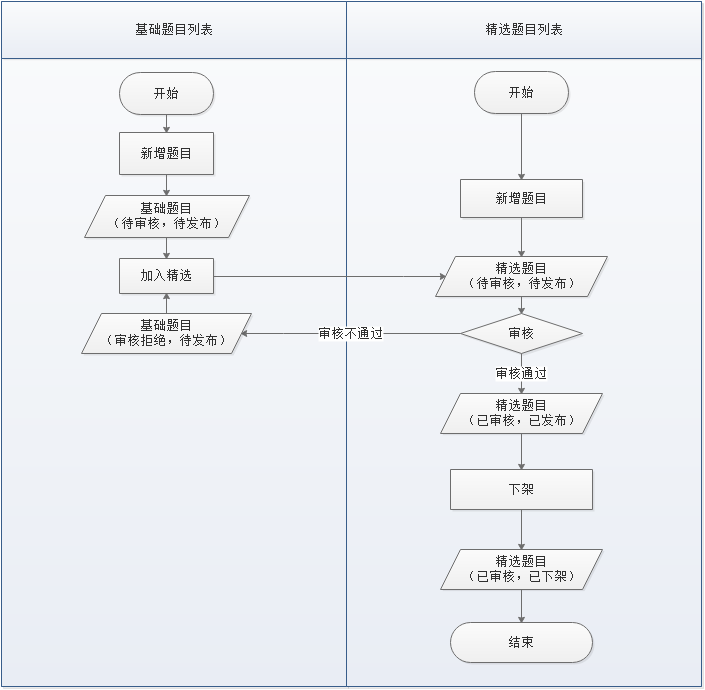 基础题目列表
精选题目列表
开始
新增题目
基础题目
（待审核，待发布）
加入精选
基础题目
（审核拒绝，待发布）
开始
新增题目
精选题目
（待审核，待发布）
审核
审核不通过
审核通过
精选题目
（已审核，已发布）
下架
精选题目
（已审核，已下架）
结束